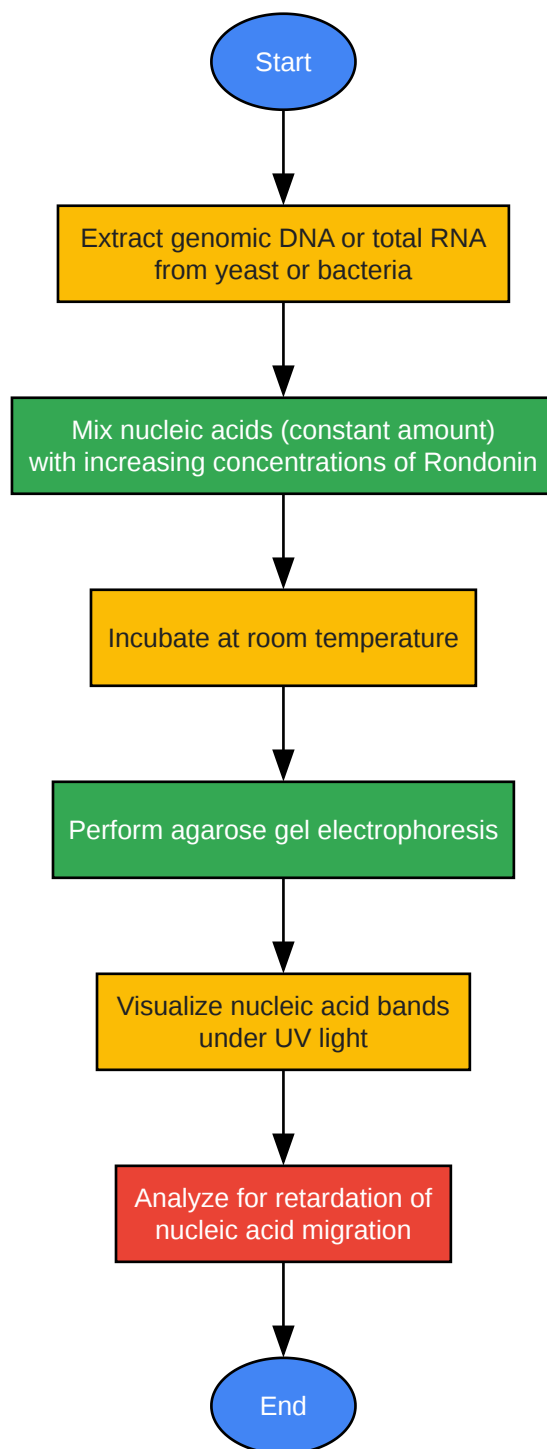 Start
Extract genomic DNA or total RNA
from yeast or bacteria
Mix nucleic acids (constant amount)
with increasing concentrations of Rondonin
Incubate at room temperature
Perform agarose gel electrophoresis
Visualize nucleic acid bands
under UV light
Analyze for retardation of
nucleic acid migration
End